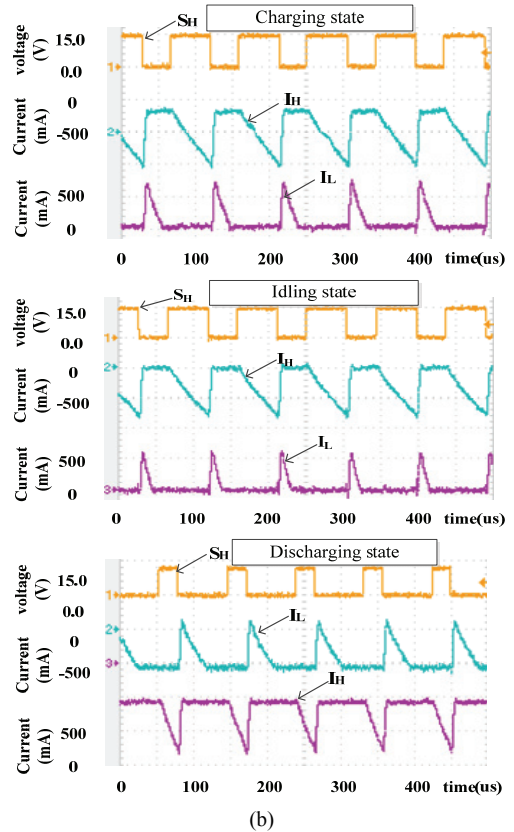 Charging state
SH
voltage
(V)
15.0
0.0
1
Current
(mA)
0
-500
2
IH
Current
(mA)
500
0
IL
0 100 200 300 400 time(us)
Idling state
SH
voltage
(V)
15.0
0.0
1
Current
(mA)
0
-500
2
IH
Current
(mA)
500
0
3
IL
0 100 200 300 400 time(us)
Discharging state
SH
voltage
(V)
15.0
0.0
1
Current
(mA)
0
-500
2
3
IL
Current
(mA)
500
0
IH
0 100 200 300 400 time(us)
(b)